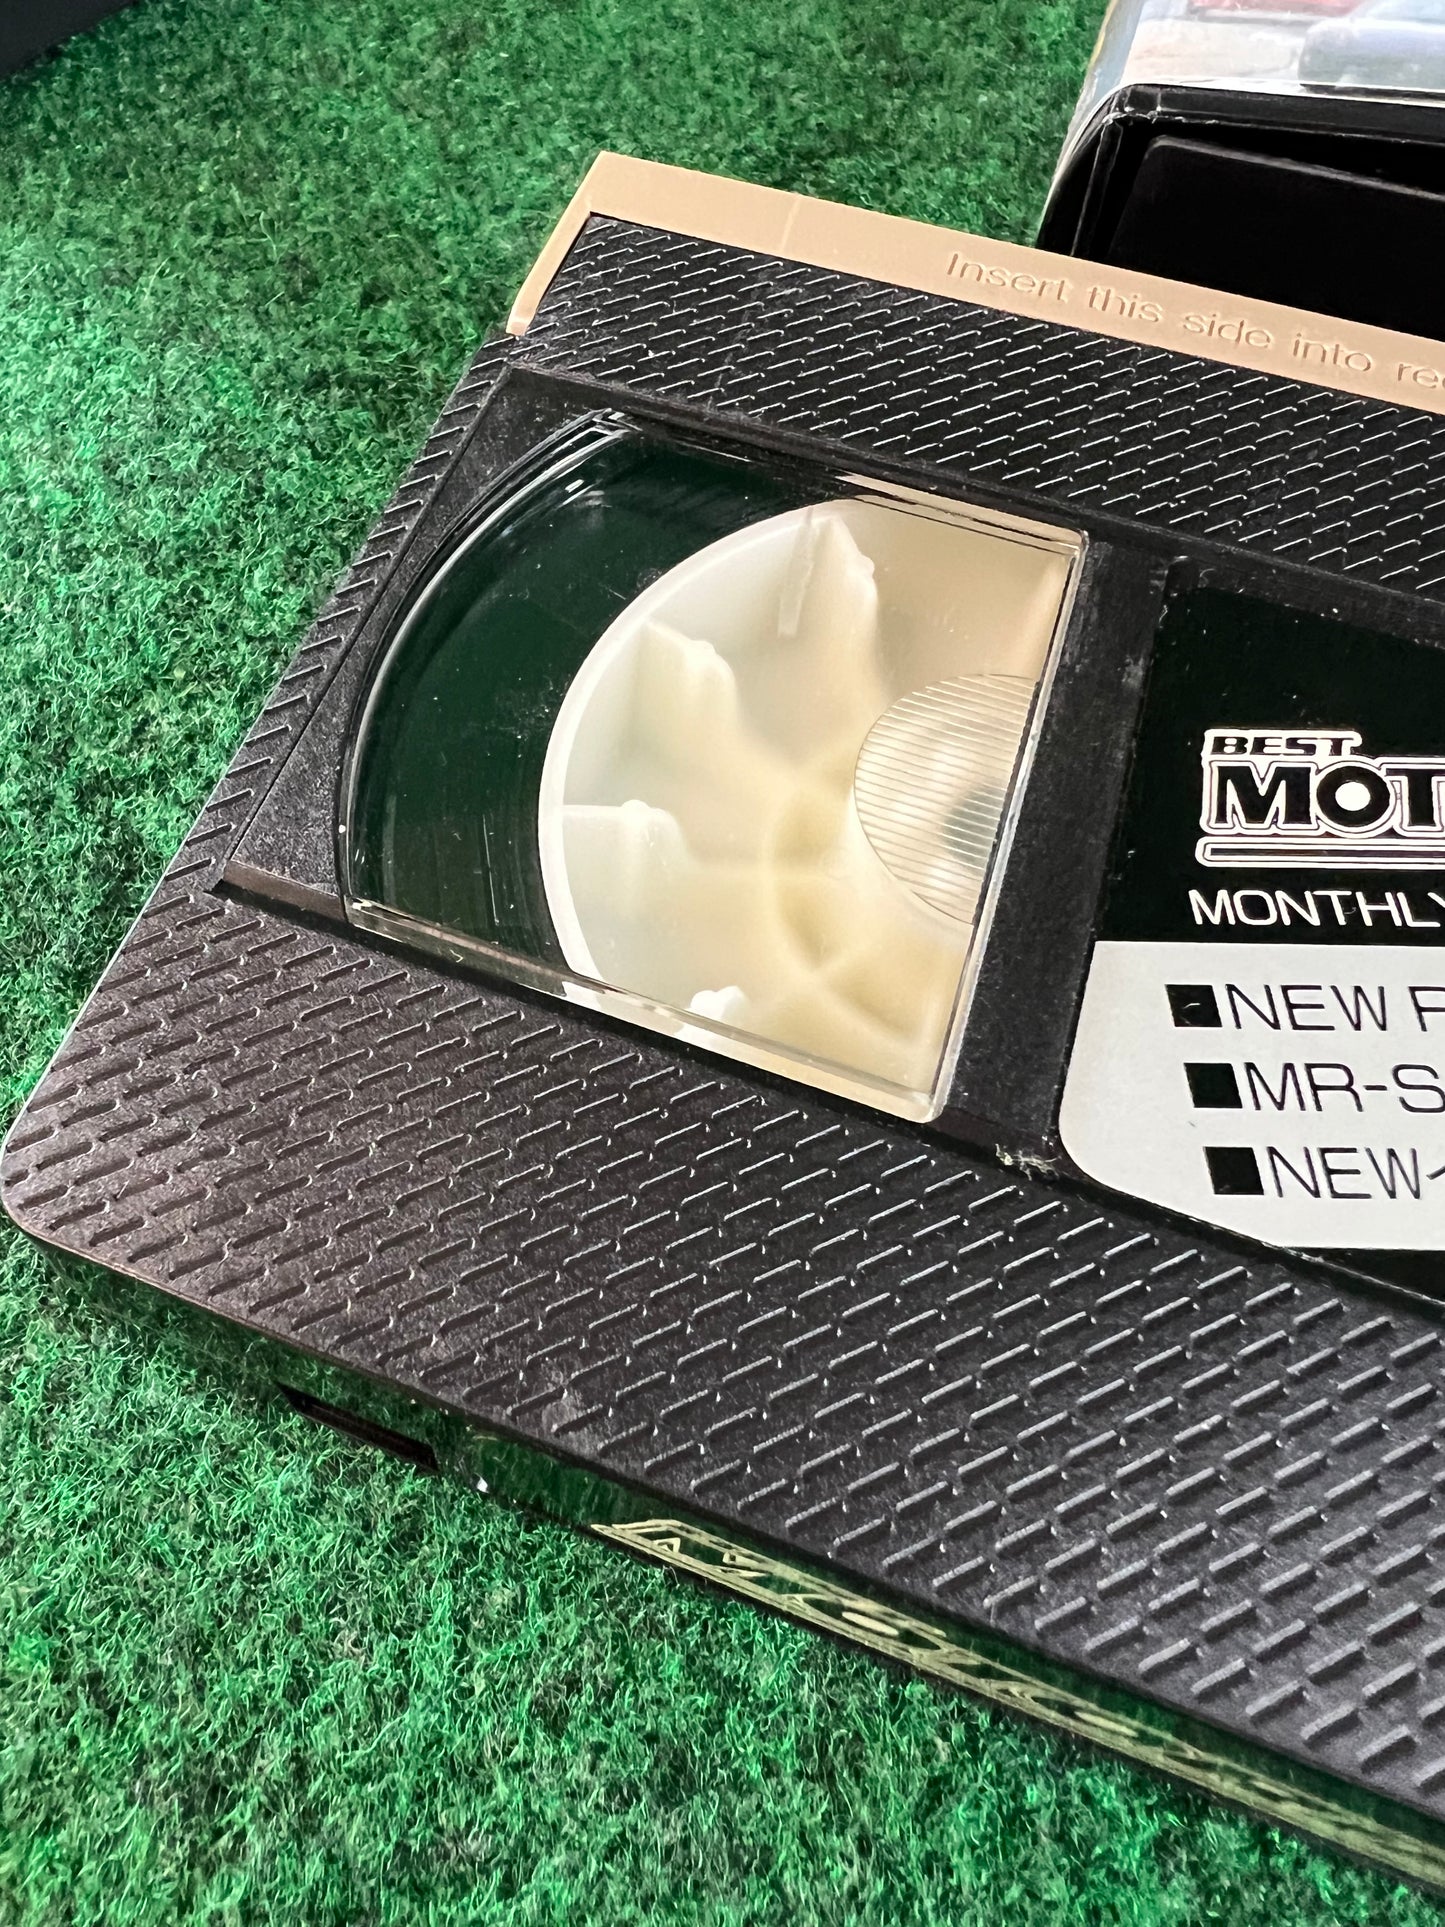 Insert this side into re
BEST
MOT
MONTHLY
■NEW
■MR-S
■NEW